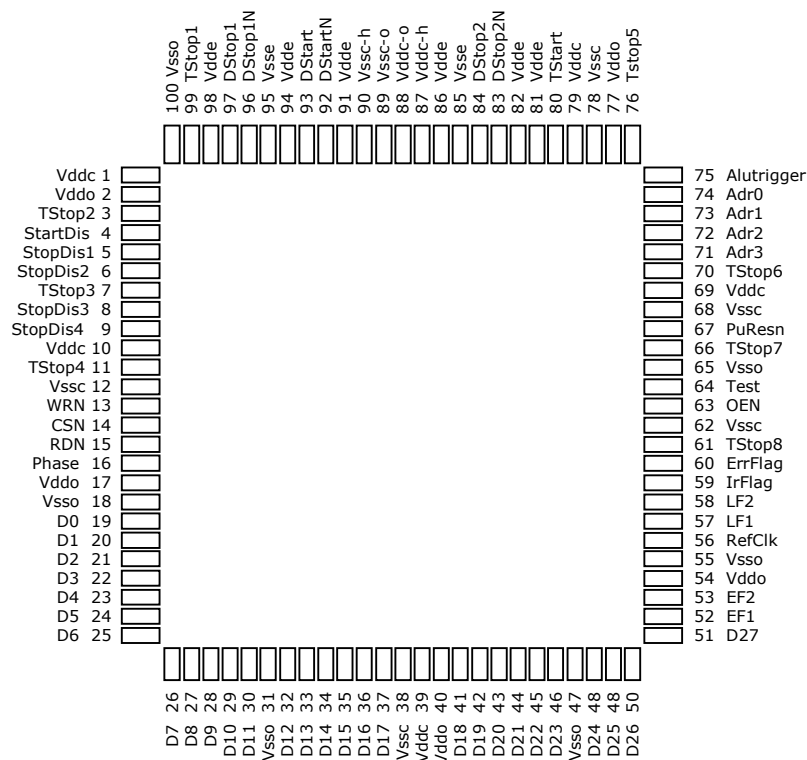 100 Vsso
99 TStop1
98 Vdde
97 DStop1
96 DStop1N
95 Vsse
94 Vdde
93 DStart
92 DStartN
91 Vdde
90 Vssc-h
89 Vssc-o
88 Vddc-o
87 Vddc-h
86 Vdde
85 Vsse
84 DStop2
83 DStop2N
82 Vdde
81 Vdde
80 TStart
79 Vddc
78 Vssc
77 Vddo
76 Tstop5
Vddc 1
Vddo 2
TStop2 3
StartDis 4
StopDis1 5
StopDis2 6
TStop3 7
StopDis3 8
StopDis4 9
Vddc 10
TStop4 11
Vssc 12
WRN 13
CSN 14
RDN 15
Phase 16
Vddo 17
Vsso 18
D0 19
D1 20
D2 21
D3 22
D4 23
D5 24
D6 25
75 Alutrigger
74 Adr0
73 Adr1
72 Adr2
71 Adr3
70 TStop6
69 Vddc
68 Vssc
67 PuResn
66 TStop7
65 Vsso
64 Test
63 OEN
62 Vssc
61 TStop8
60 ErrFlag
59 IrFlag
58 LF2
57 LF1
56 RefClk
55 Vsso
54 Vddo
53 EF2
52 EF1
51 D27
D7 26
D8 27
D9 28
D10 29
D11 30
Vsso 31
D12 32
D13 33
D14 34
D15 35
D16 36
D17 37
Vssc 38
Vddc 39
Vddo 40
D18 41
D19 42
D20 43
D21 44
D22 45
D23 46
Vsso 47
D24 48
D25 48
D26 50